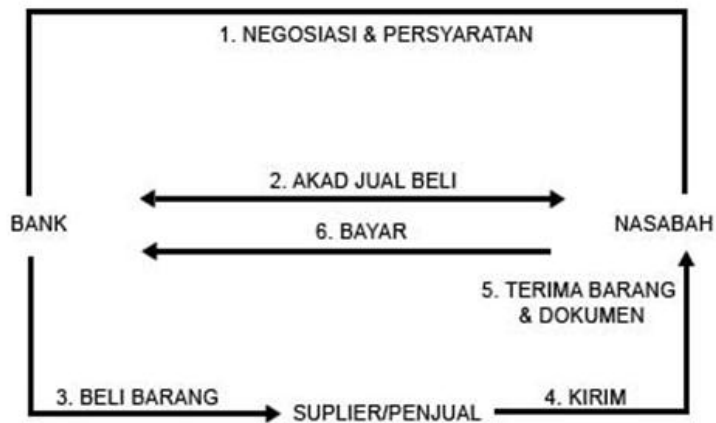 1. NEGOSIASI & PERSYARATAN
2. AKAD JUAL BELI
BANK
NASABAH
6. BAYAR
5. TERIMA BARANG
& DOKUMEN
3. BELI BARANG
SUPLIER/PENJUAL
4. KIRIM